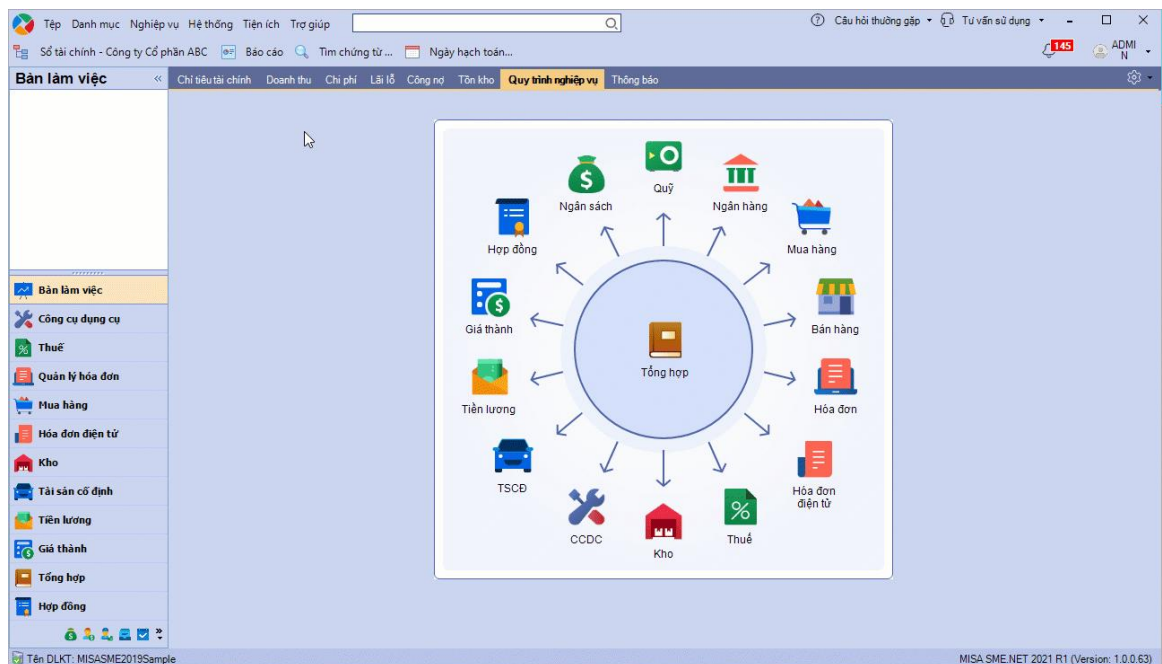 Tệp Danh mục Nghiệp vụ Hệ thống Tiện ích Trợ giúp
Câu hỏi thường gặp Tư vấn sử dụng
Sổ tài chính - Công ty Cổ phần ABC Báo cáo Tìm chứng từ ... Ngày hạch toán...
145
ADMI
N
Bàn làm việc «
Chỉ tiêu tài chính Doanh thu Chi phí Lãi lỗ Công nợ Tồn kho Quy trình nghiệp vụ Thông báo
Quỹ
Ngân sách
Ngân hàng
Hợp đồng
Mua hàng
Giá thành
Bán hàng
Tổng hợp
Tiền lương
Hóa đơn
TSCĐ
Hóa đơn
điện tử
CCDC
Kho
Thuế
Bàn làm việc
Công cụ dụng cụ
Thuế
Quản lý hóa đơn
Mua hàng
Hóa đơn điện tử
Kho
Tài sản cố định
Tiền lương
Giá thành
Tổng hợp
Hợp đồng
Tên DLKT: MISASME2019Sample
MISA SME.NET 2021 R1 (Version: 1.0.0.63)